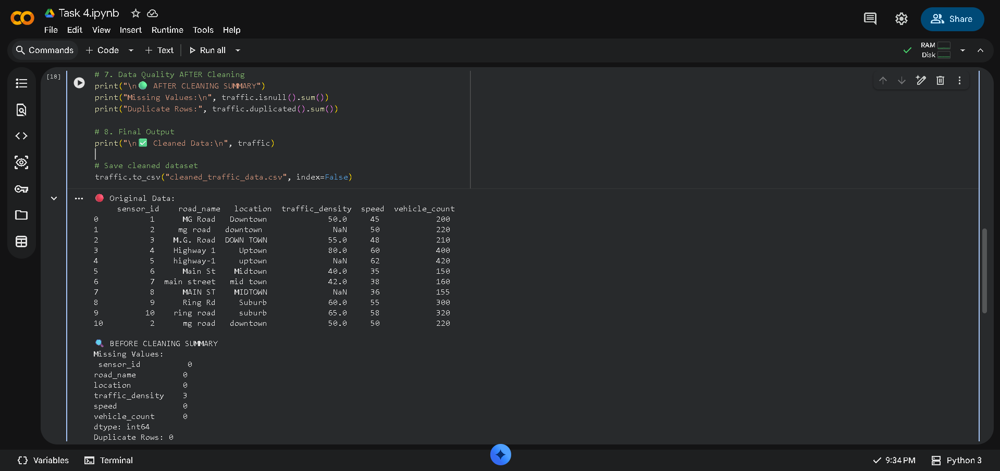 Task 4.ipynb
File Edit View Insert Runtime Tools Help
Share
Commands + Code + Text Run all
RAM
Disk
[18]
# 7. Data Quality AFTER Cleaning
print("\n🟢 AFTER CLEANING SUMMARY")
print("Missing Values:\n", traffic.isnull().sum())
print("Duplicate Rows:", traffic.duplicated().sum())
# 8. Final Output
print("\n✅ Cleaned Data:\n", traffic)
# Save cleaned dataset
traffic.to_csv("cleaned_traffic_data.csv", index=False)
🔴 Original Data:
sensor_id road_name location traffic_density speed vehicle_count
0 1 MG Road Downtown 50.0 45 200
1 2 mg road downtown NaN 50 220
2 3 M.G. Road DOWN TOWN 55.0 48 210
3 4 Highway 1 Uptown 80.0 60 400
4 5 highway-1 uptown NaN 62 420
5 6 Main St Midtown 40.0 35 150
6 7 main street mid town 42.0 38 160
7 8 MAIN ST MIDTOWN NaN 36 155
8 9 Ring Rd Suburb 60.0 55 300
9 10 ring road suburb 65.0 58 320
10 2 mg road downtown 50.0 50 220
🔍 BEFORE CLEANING SUMMARY
Missing Values:
sensor_id 0
road_name 0
location 0
traffic_density 3
speed 0
vehicle_count 0
dtype: int64
Duplicate Rows: 0
Variables Terminal
9:34 PM Python 3